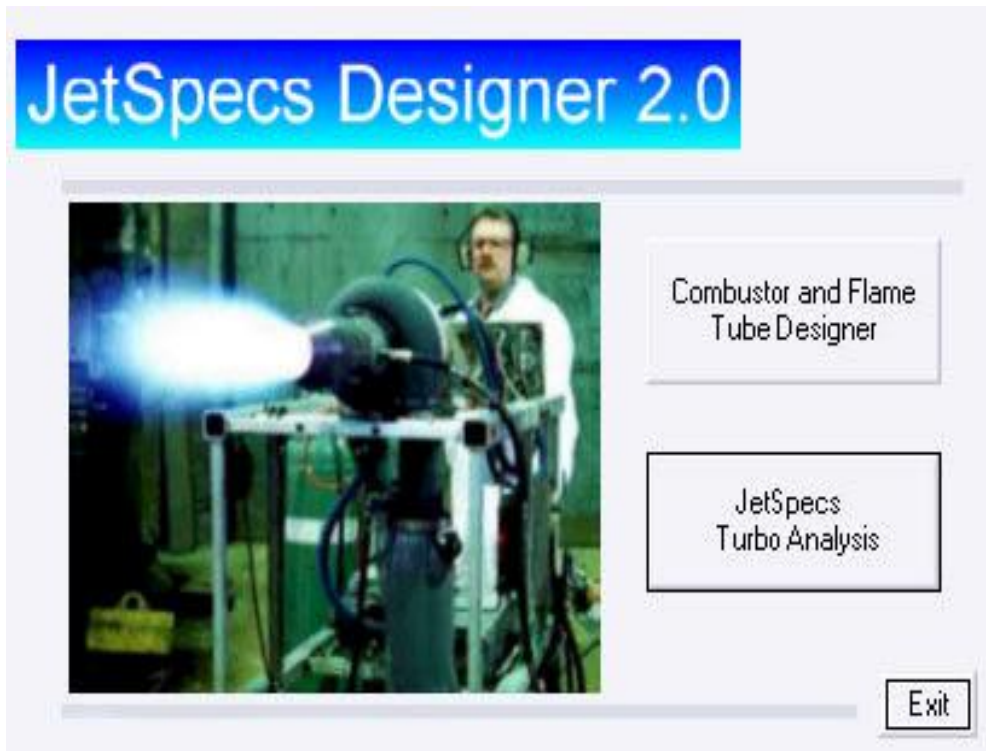 JetSpecs Designer 2.0
Combustor and Flame
Tube Designer
JetSpecs
Turbo Analysis
Exit